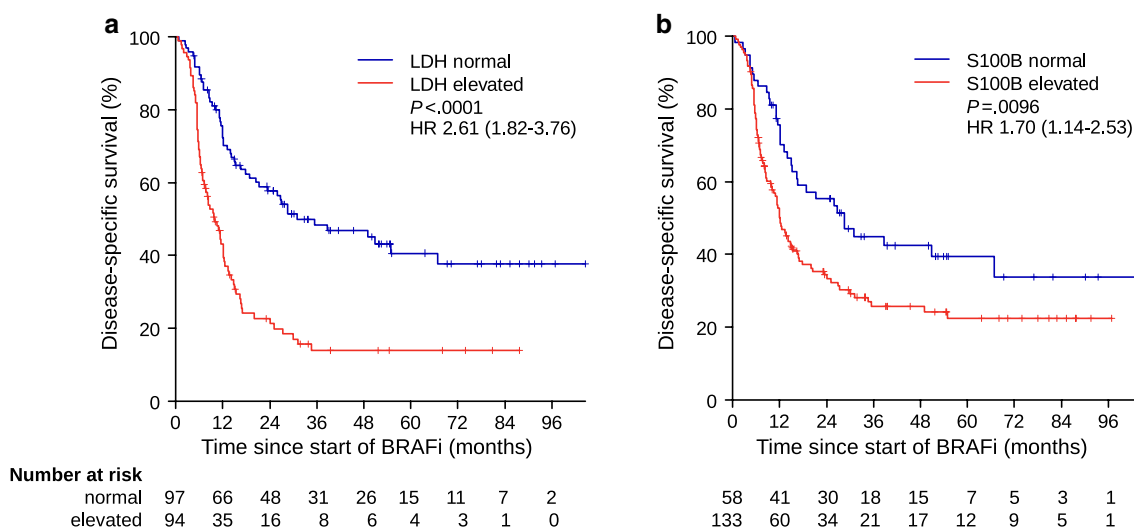 a
100
80
60
40
20
0
Disease-specific survival (%)
LDH normal
LDH elevated
P<.0001
HR 2.61 (1.82-3.76)
0 12 24 36 48 60 72 84 96
Time since start of BRAFi (months)
b
100
80
60
40
20
0
Disease-specific survival (%)
S100B normal
S100B elevated
P=.0096
HR 1.70 (1.14-2.53)
0 12 24 36 48 60 72 84 96
Time since start of BRAFi (months)
Number at risk
normal 97 66 48 31 26 15 11 7 2
elevated 94 35 16 8 6 4 3 1 0
58 41 30 18 15 7 5 3 1
133 60 34 21 17 12 9 5 1